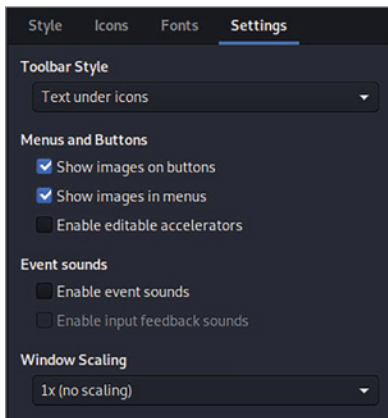 Style Icons Fonts Settings
Toolbar Style
Text under icons
Menus and Buttons
Show images on buttons
Show images in menus
Enable editable accelerators
Event sounds
Enable event sounds
Enable input feedback sounds
Window Scaling
1x (no scaling)